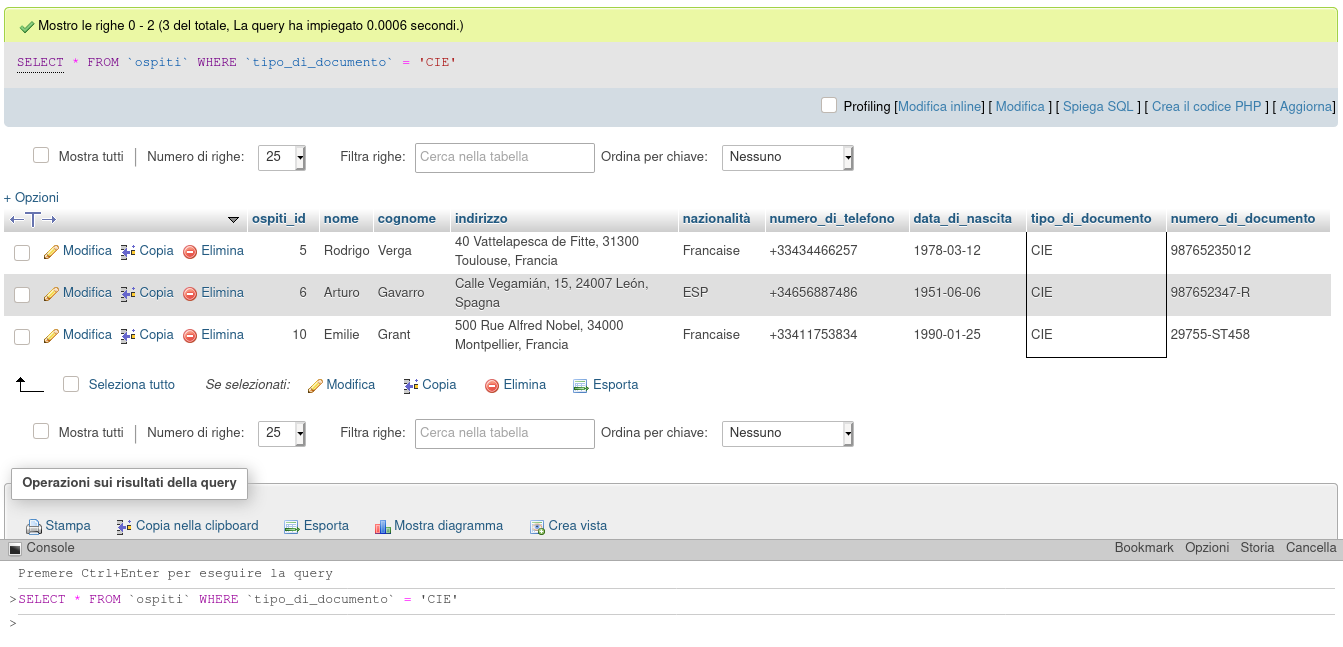 Mostro le righe 0 - 2 (3 del totale, La query ha impiegato 0.0006 secondi.)
SELECT * FROM `ospiti` WHERE `tipo_di_documento` = 'CIE'
Profiling [Modifica inline] [ Modifica ] [ Spiega SQL ] [ Crea il codice PHP ] [ Aggiorna]
Mostra tutti | Numero di righe: 25 Filtra righe: Cerca nella tabella Ordina per chiave: Nessuno
+ Opzioni
←T→ ospiti_id nome cognome indirizzo nazionalità numero_di_telefono data_di_nascita tipo_di_documento numero_di_documento
Modifica Copia Elimina 5 Rodrigo Verga 40 Vattelapesca de Fitte, 31300 Francaise +33434466257 1978-03-12 CIE 98765235012
Toulouse, Francia
Modifica Copia Elimina 6 Arturo Gavarro Calle Vegamián, 15, 24007 León, ESP +34656887486 1951-06-06 CIE 987652347-R
Spagna
Modifica Copia Elimina 10 Emilie Grant 500 Rue Alfred Nobel, 34000 Francaise +33411753834 1990-01-25 CIE 29755-ST458
Montpellier, Francia
Seleziona tutto Se selezionati: Modifica Copia Elimina Esporta
Mostra tutti | Numero di righe: 25 Filtra righe: Cerca nella tabella Ordina per chiave: Nessuno
Operazioni sui risultati della query
Stampa Copia nella clipboard Esporta Mostra diagramma Crea vista
Console Bookmark Opzioni Storia Cancella
Premere Ctrl+Enter per eseguire la query
>SELECT * FROM `ospiti` WHERE `tipo_di_documento` = 'CIE'
>